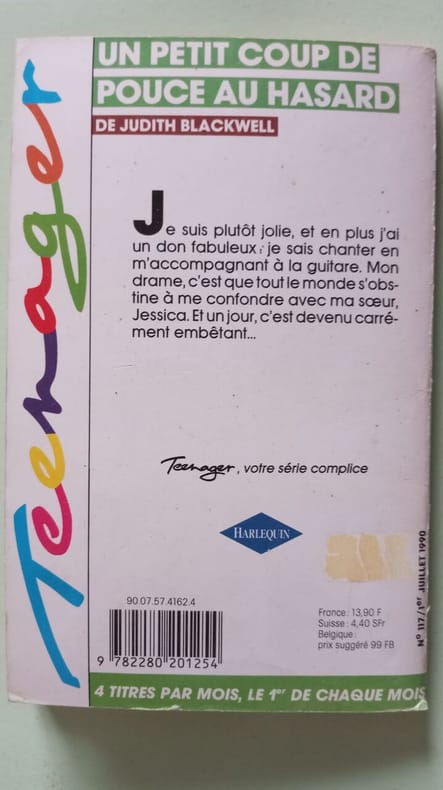 UN PETIT COUP DE
POUCE AU HASARD
DE JUDITH BLACKWELL
Teenager
Je suis plutôt jolie, et en plus j'ai
un don fabuleux : je sais chanter en
m'accompagnant à la guitare. Mon
drame, c'est que tout le monde s'obs-
tine à me confondre avec ma sœur,
Jessica. Et un jour, c'est devenu carré-
ment embêtant...
Teenager, votre série complice
HARLEQUIN
90.07.57.4162.4
9 782280 201254
France : 13,90 F
Suisse : 4,40 SFr
Belgique :
prix suggéré 99 FB
N° 117/1er JUILLET 1990
4 TITRES PAR MOIS, LE 1er DE CHAQUE MOIS